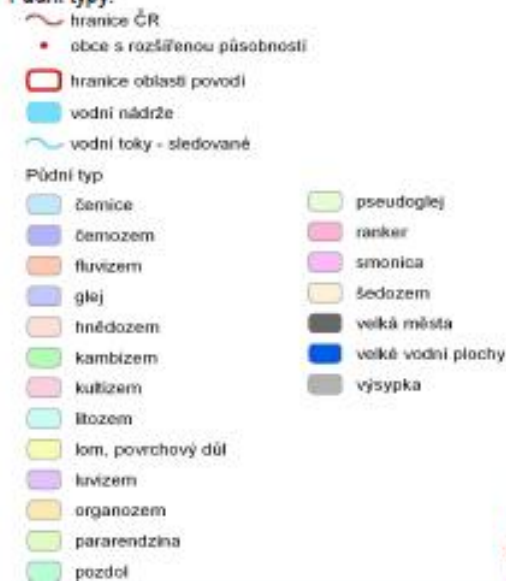 Půdní typy:
hranice ČR
obce s rozšířenou působností
hranice oblasti povodí
vodní nádrže
vodní toky - sledované
Půdní typ
černice
černozem
fluvizem
glej
hnědozem
kambizem
kultizem
litozem
lom, povrchový důl
luvizem
organozem
pararendzina
pozdol
pseudoglej
ranker
smonica
šedozem
velká města
velké vodní plochy
výsypka